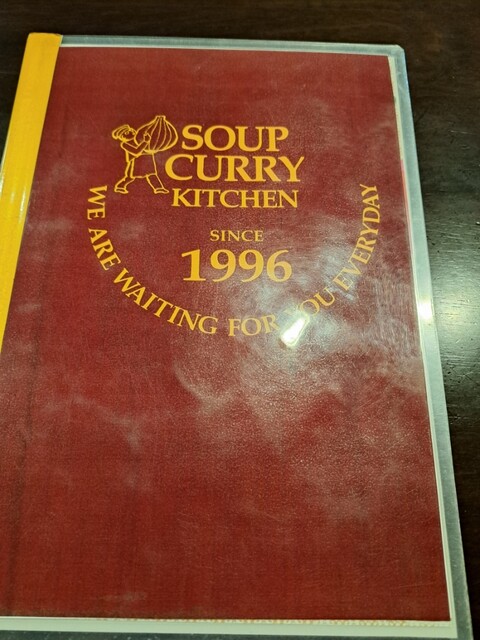 SOUP
CURRY
KITCHEN
SINCE
1996
WE ARE WAITING FOR YOU EVERYDAY